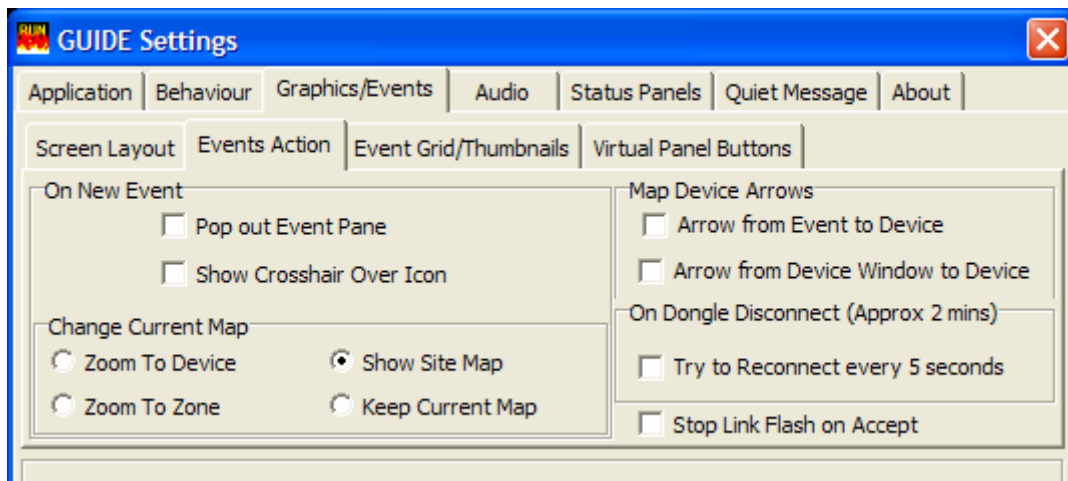 RUN
GUIDE Settings
Application Behaviour Graphics/Events Audio Status Panels Quiet Message About
Screen Layout Events Action Event Grid/Thumbnails Virtual Panel Buttons
On New Event
Pop out Event Pane
Show Crosshair Over Icon
Change Current Map
Zoom To Device Show Site Map
Zoom To Zone Keep Current Map
Map Device Arrows
Arrow from Event to Device
Arrow from Device Window to Device
On Dongle Disconnect (Approx 2 mins)
Try to Reconnect every 5 seconds
Stop Link Flash on Accept